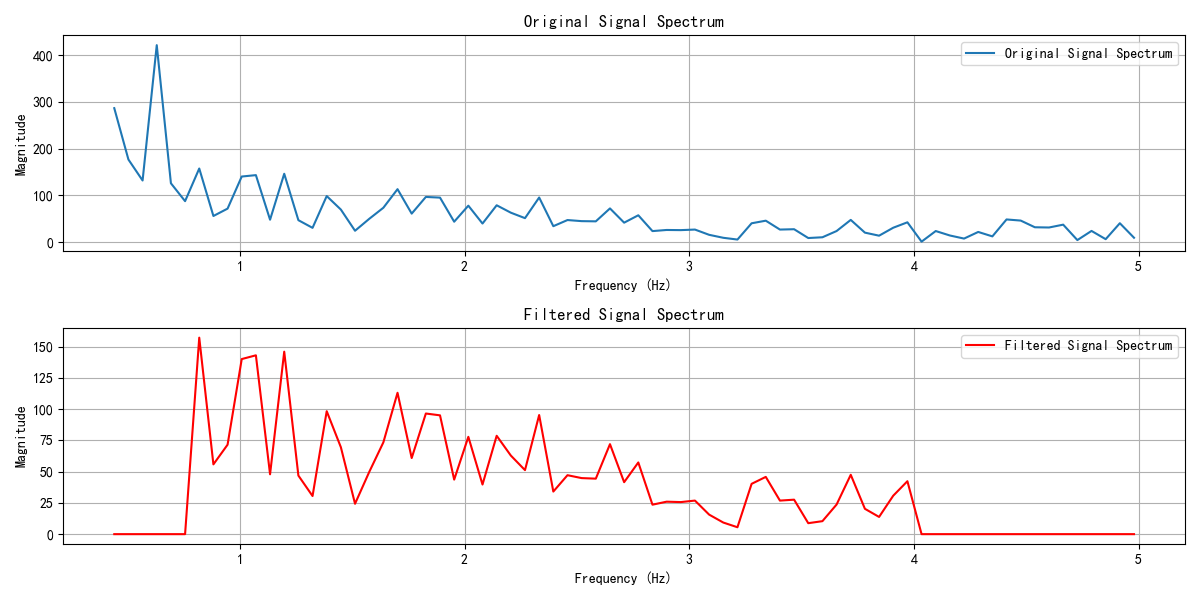 Original Signal Spectrum
Original Signal Spectrum
400
300
200
100
0
Magnitude
1 2 3 4 5
Frequency (Hz)
Filtered Signal Spectrum
Filtered Signal Spectrum
150
125
100
75
50
25
0
Magnitude
1 2 3 4 5
Frequency (Hz)